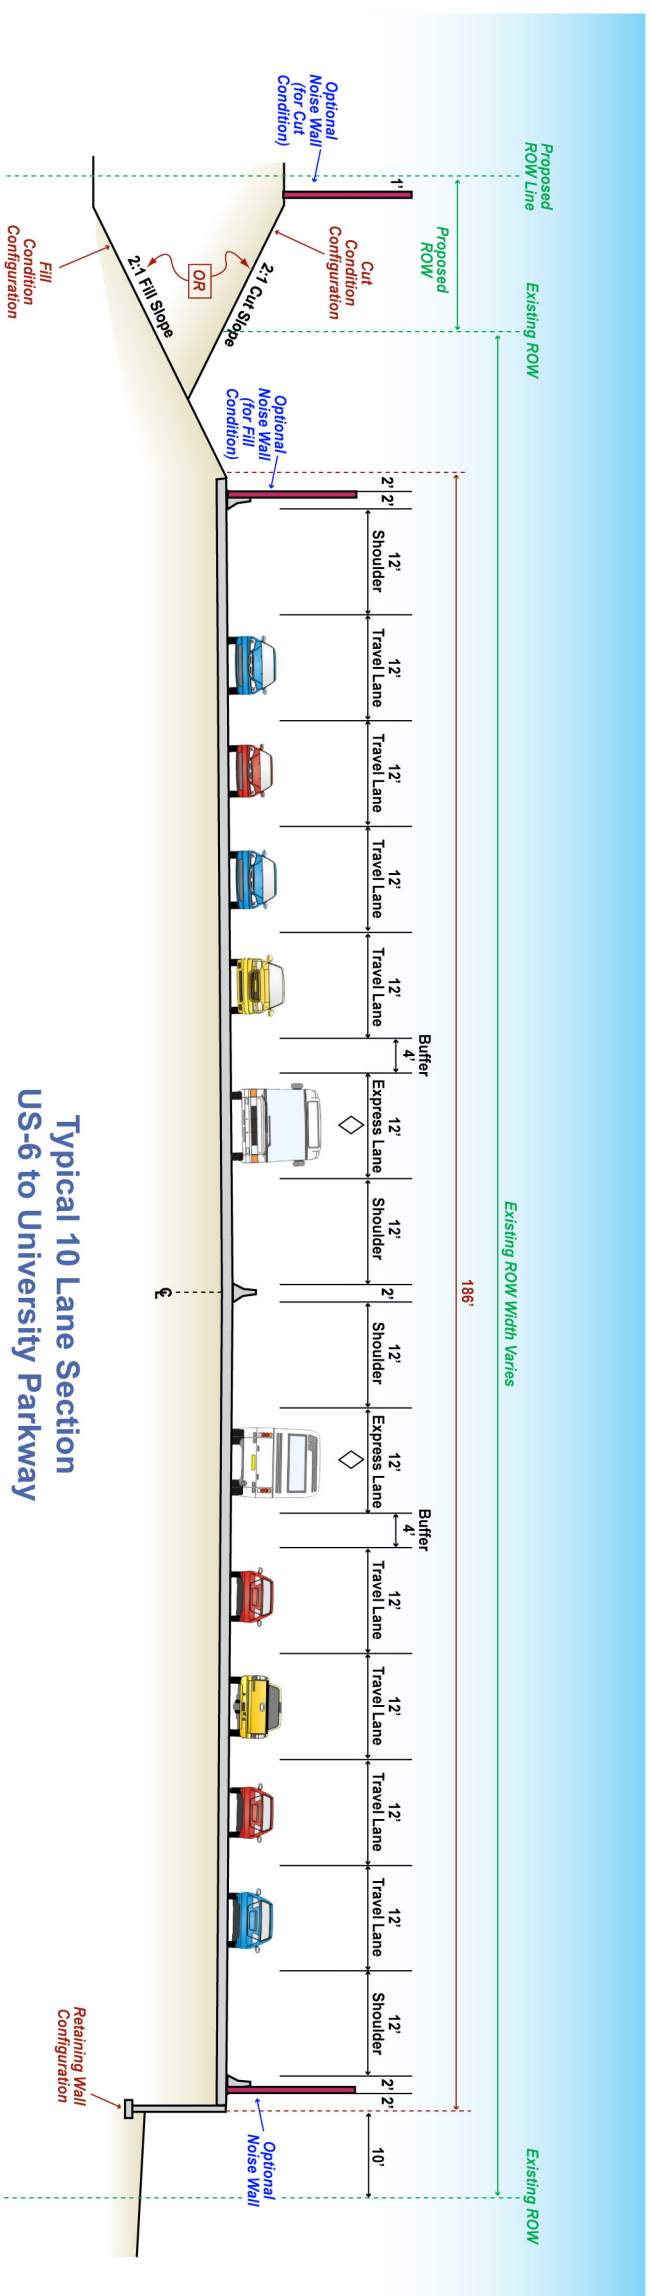 Proposed
ROW Line
Existing ROW
Existing ROW
Proposed
ROW
Existing ROW Width Varies
186'
Optional
Noise Wall
(for Cut
Condition)
1'
Cut
Condition
Configuration
2:1 Cut Slope
OR
2:1 Fill Slope
Fill
Condition
Configuration
Optional
Noise Wall
(for Fill
Condition)
2'
2'
12'
Shoulder
12'
Travel Lane
12'
Travel Lane
12'
Travel Lane
12'
Travel Lane
Buffer
4'
12'
Express Lane
12'
Shoulder
2'
12'
Shoulder
12'
Express Lane
Buffer
4'
12'
Travel Lane
12'
Travel Lane
12'
Travel Lane
12'
Travel Lane
12'
Shoulder
2'
2'
10'
Optional
Noise Wall
Retaining Wall
Configuration
CL
Typical 10 Lane Section
US-6 to University Parkway